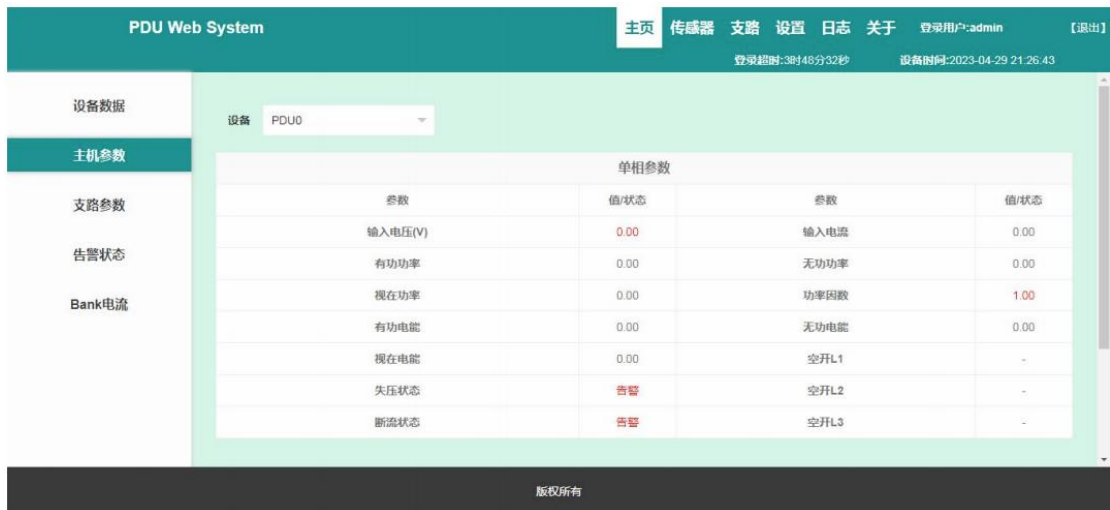 PDU Web System 主页 传感器 支路 设置 日志 关于 登录用户:admin 【退出】
登录超时:3时48分32秒 设备时间:2023-04-29 21:26:43
设备数据
主机参数
支路参数
告警状态
Bank电流
设备 PDU0
单相参数
参数 值/状态 参数 值/状态
输入电压(V) 0.00 输入电流 0.00
有功功率 0.00 无功功率 0.00
视在功率 0.00 功率因数 1.00
有功电能 0.00 无功电能 0.00
视在电能 0.00 空开L1 -
失压状态 告警 空开L2 -
断流状态 告警 空开L3 -
版权所有